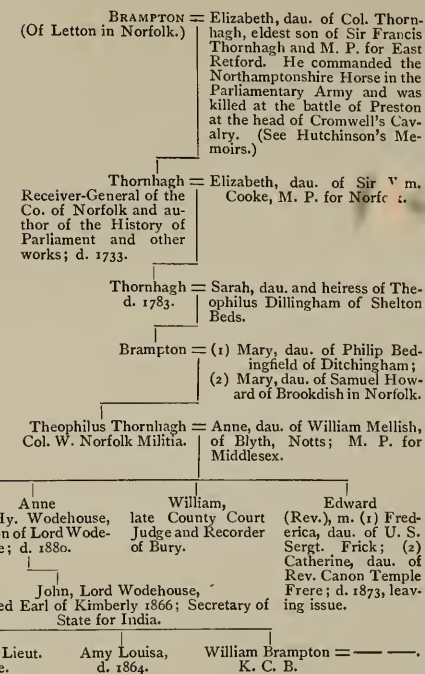 BRAMPTON = Elizabeth, dau. of Col. Thorn-
(Of Letton in Norfolk.) hagh, eldest son of Sir Francis
Thornhagh and M. P. for East
Retford. He commanded the
Northamptonshire Horse in the
Parliamentary Army and was
killed at the battle of Preston
at the head of Cromwell's Cav-
alry. (See Hutchinson's Me-
moirs.)
Thornhagh = Elizabeth, dau. of Sir m.
Receiver-General of the Cooke, M. P. for
Co. of Norfolk and au-
thor of the History of
Parliament and other
works; d. 1733.
Thornhagh = Sarah, dau. and heiress of The-
d. 1783. ophilus Dillingham of Shelton
Beds.
Brampton = (1) Mary, dau. of Philip Bed-
ingfield of Ditchingham;
(2) Mary, dau. of Samuel How-
ard of Brookdish in Norfolk.
Theophilus Thornhagh = Anne, dau. of William Mellish,
Col. W. Norfolk Militia. of Blyth, Notts; M. P. for
Middlesex.
Anne
Hy. Wodehouse,
n of Lord Wode-
e; d. 1880.
William,
late County Court
Judge and Recorder
of Bury.
Edward
(Rev.), m. (1) Fred-
erica, dau. of U. S.
Sergt. Frick; (2)
Catherine, dau. of
Rev. Canon Temple
Frere; d. 1873, leav-
ing issue.
John, Lord Wodehouse,
ed Earl of Kimberly 1866; Secretary of
State for India.
Lieut.
e.
Amy Louisa,
d. 1864.
William Brampton = — —.
K. C. B.